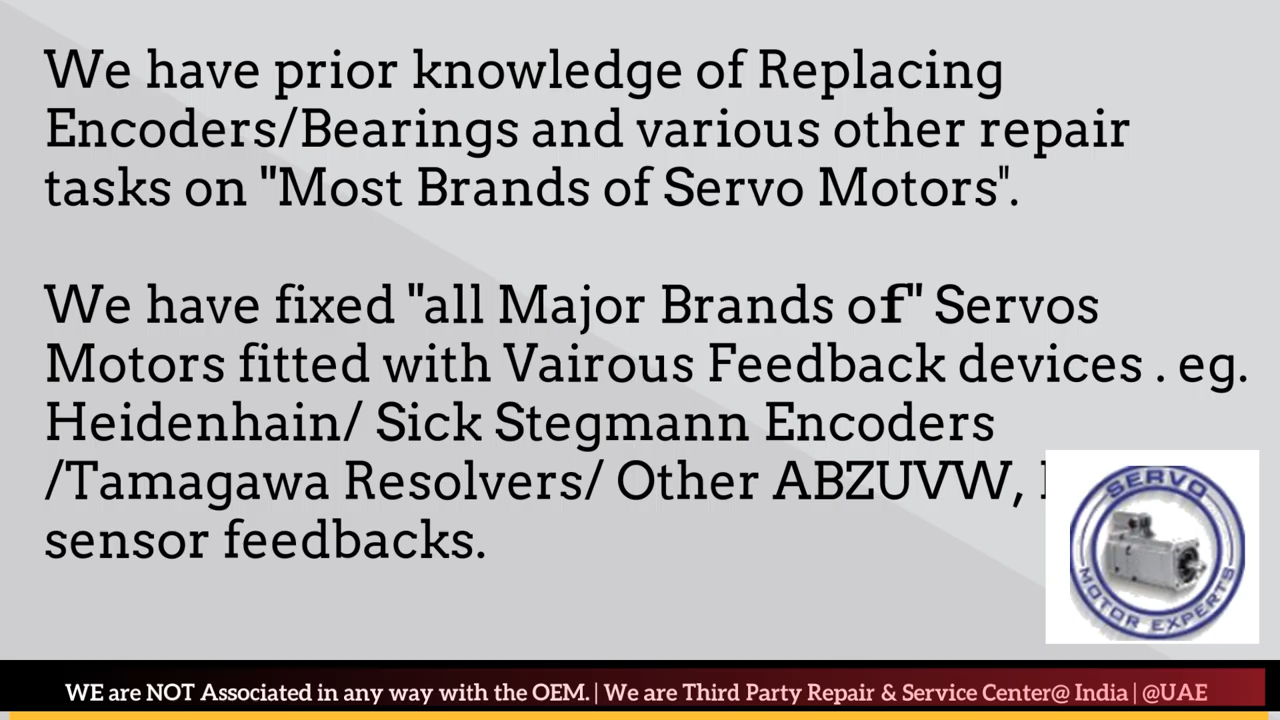 We have prior knowledge of Replacing
Encoders/Bearings and various other repair
tasks on "Most Brands of Servo Motors".
We have fixed "all Major Brands of" Servos
Motors fitted with Vairous Feedback devices . eg.
Heidenhain/ Sick Stegmann Encoders
/Tamagawa Resolvers/ Other ABZUVW,
sensor feedbacks.
SERVO
MOTOR EXPERTS
WE are NOT Associated in any way with the OEM. | We are Third Party Repair & Service Center@ India | @UAE